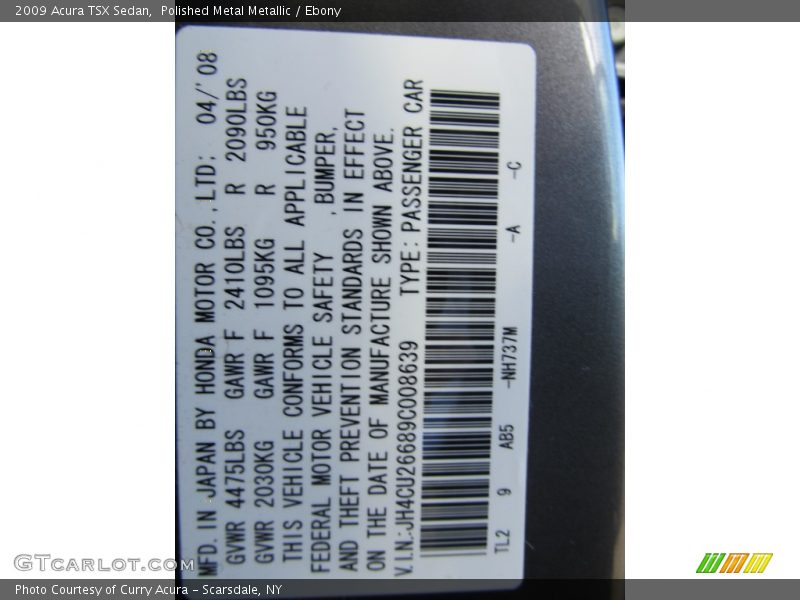 2009 Acura TSX Sedan,  Polished Metal Metallic / Ebony
MFD. IN JAPAN BY HONDA MOTOR CO., LTD; 04/'08
GVWR 4475LBS GAWR F 2410LBS R 2090LBS
GVWR 2030KG GAWR F 1095KG R 950KG
THIS VEHICLE CONFORMS TO ALL APPLICABLE
FEDERAL MOTOR VEHICLE SAFETY , BUMPER,
AND THEFT PREVENTION STANDARDS IN EFFECT
ON THE DATE OF MANUFACTURE SHOWN ABOVE.
V.I.N.:JH4CU26689C008639 TYPE: PASSENGER CAR
TL2 9 AB5 -NH737M -A -C
GTCarLot.com
Photo Courtesy of Curry Acura - Scarsdale, NY